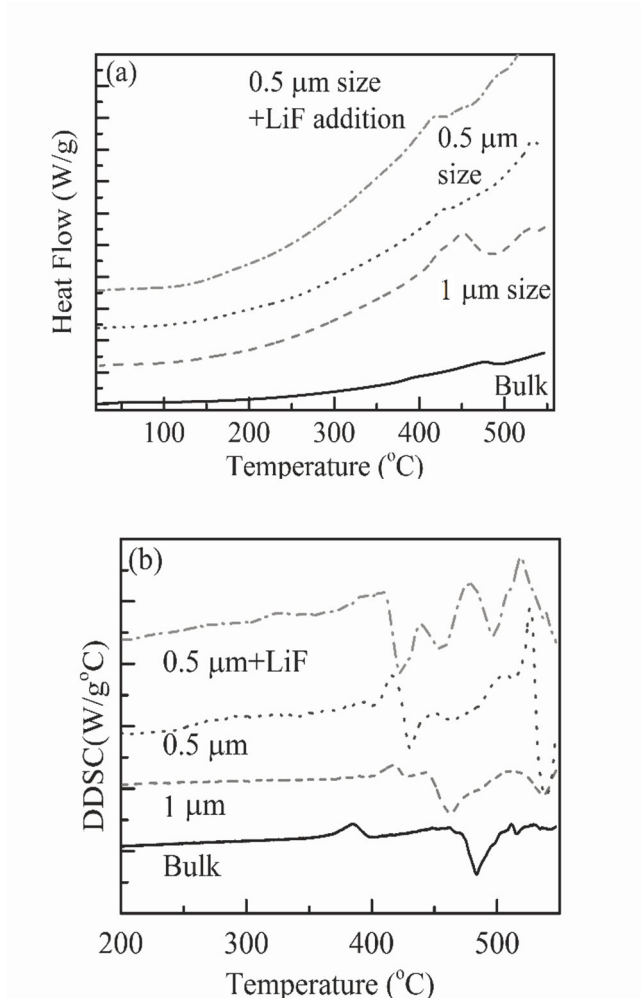 (a)
0.5 μm size
+LiF addition
0.5 μm
size
1 μm size
Bulk
Heat Flow (W/g)
100 200 300 400 500
Temperature (°C)
(b)
0.5 μm+LiF
0.5 μm
1 μm
Bulk
DDSC(W/g°C)
200 300 400 500
Temperature (°C)